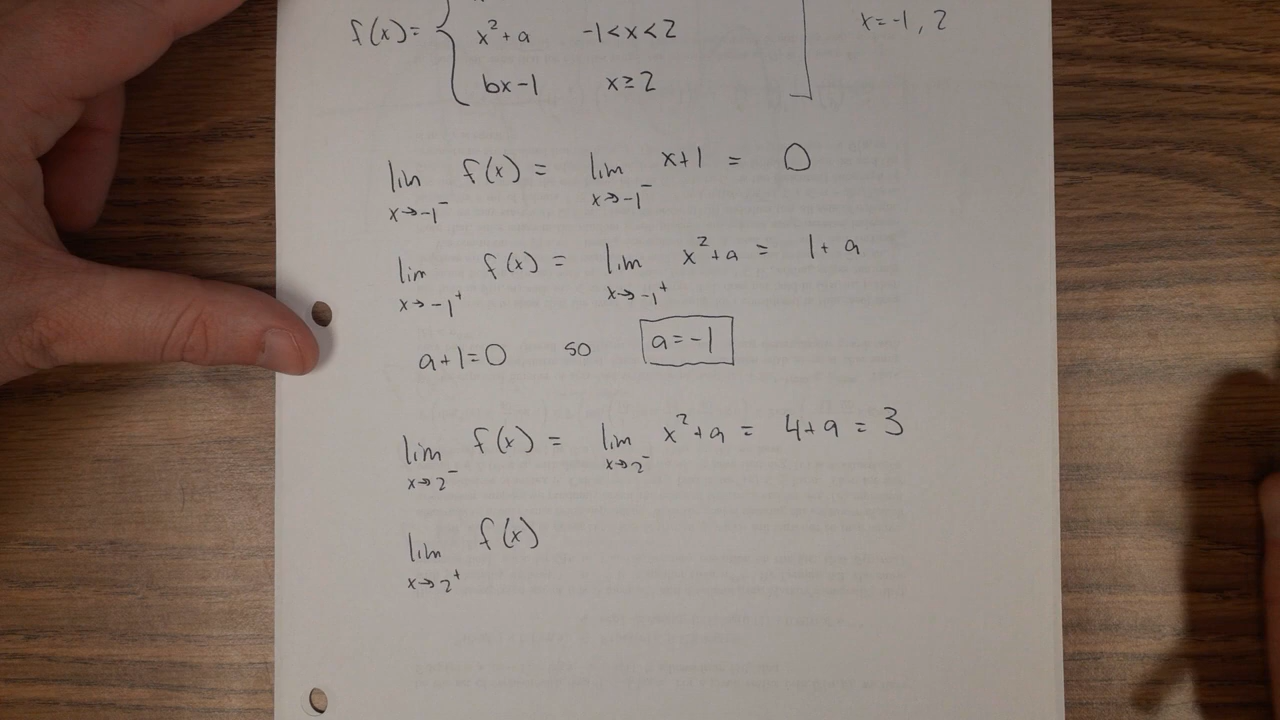 f(x)= { x²+a -1<x<2 x=-1, 2
bx-1 x≥2
lim x→-1⁻ f(x) = lim x→-1⁻ x+1 = 0
lim x→-1⁺ f(x) = lim x→-1⁺ x²+a = 1+a
a+1=0 so a=-1
lim x→2⁻ f(x) = lim x→2⁻ x²+a = 4+a = 3
lim x→2⁺ f(x)